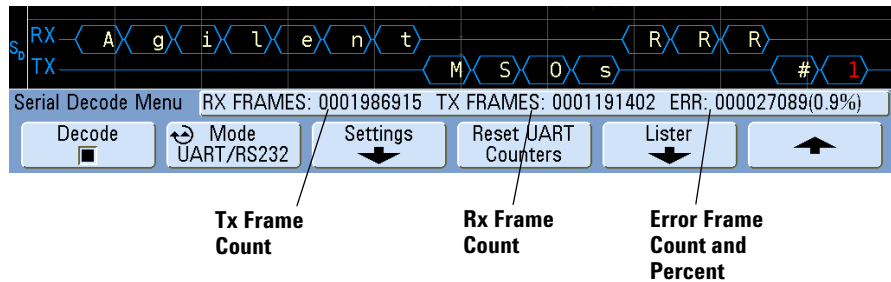 RX A g i l e n t R R R
SD
TX M S O s # 1
Serial Decode Menu RX FRAMES: 0001986915 TX FRAMES: 0001191402 ERR: 000027089(0.9%)
Decode Mode Settings Reset UART Lister
UART/RS232 Counters
Tx Frame Rx Frame Error Frame
Count Count Count and
Percent